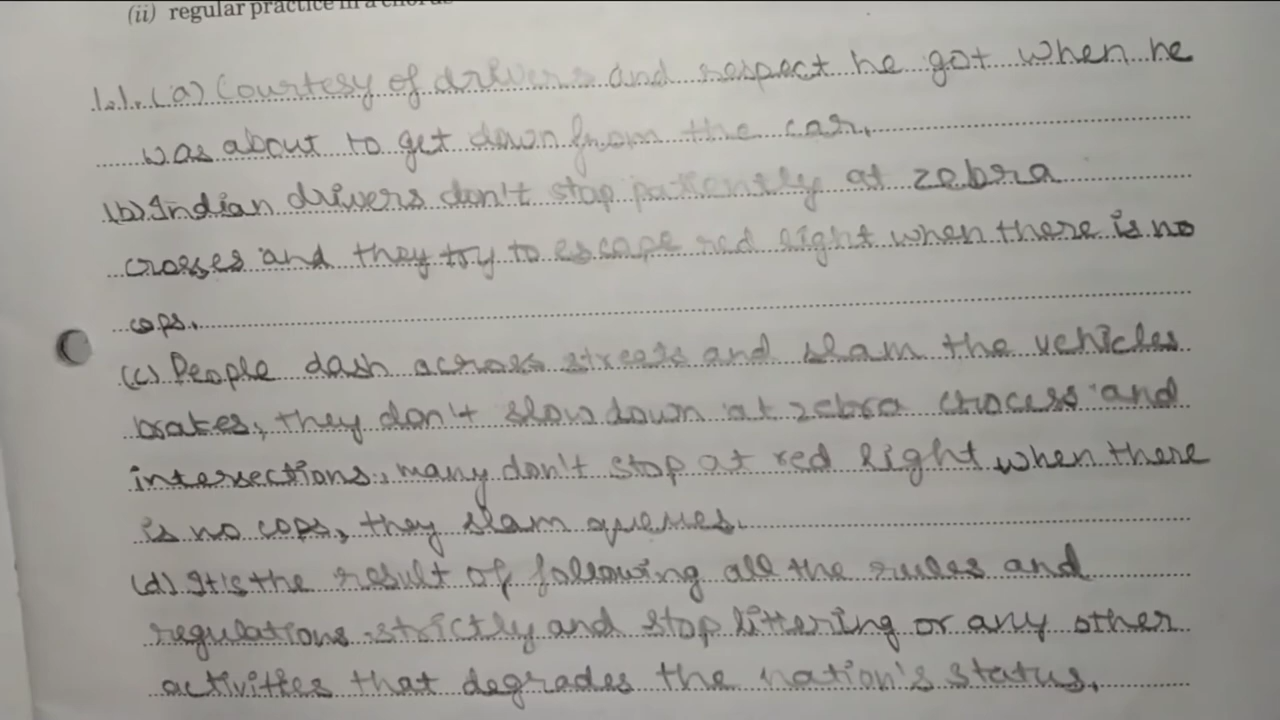 (ii) regular practice in a chorus
1.1.(a) Courtesy of drivers and respect he got when he
was about to get down from the car.
(b) Indian drivers don't stop patiently at zebra
crosses and they try to escape red light when there is no
cops.
(c) People dash across streets and slam the vehicles
brakes, they don't slow down at zebra crocess and
intersections, many don't stop at red light when there
is no cops, they slam queues.
(d) It is the result of following all the rules and
regulations strictly and stop littering or any other
activities that degrades the nation's status.